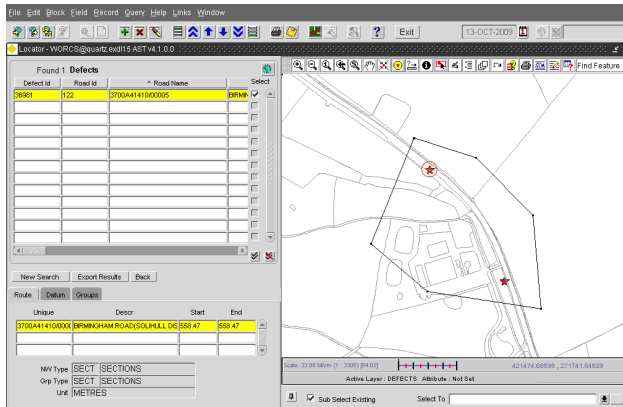 File Edit Block Field Record Query Help Links Window
Exit 13-OCT-2009
Locator - WORCS@quartz.exdl15 AST v4.1.0.0
Found 1 Defects
Defect Id Road Id ^ Road Name Select
36981 122 3700A41410/00005 BIRMIN
Find Feature
New Search Export Results Back
Route Datum Groups
Unique Descr Start End
3700A41410/0000 BIRMINGHAM ROAD(SOLIHULL DIS 558.47 558.47
NW Type SECT SECTIONS
Grp Type SECT SECTIONS
Unit METRES
Scale: 33.08 M/cm (1 : 3308) [84.03] 421474.68599 , 271741.84529
Active Layer : DEFECTS Attribute : Not Set
Sub Select Existing Select To